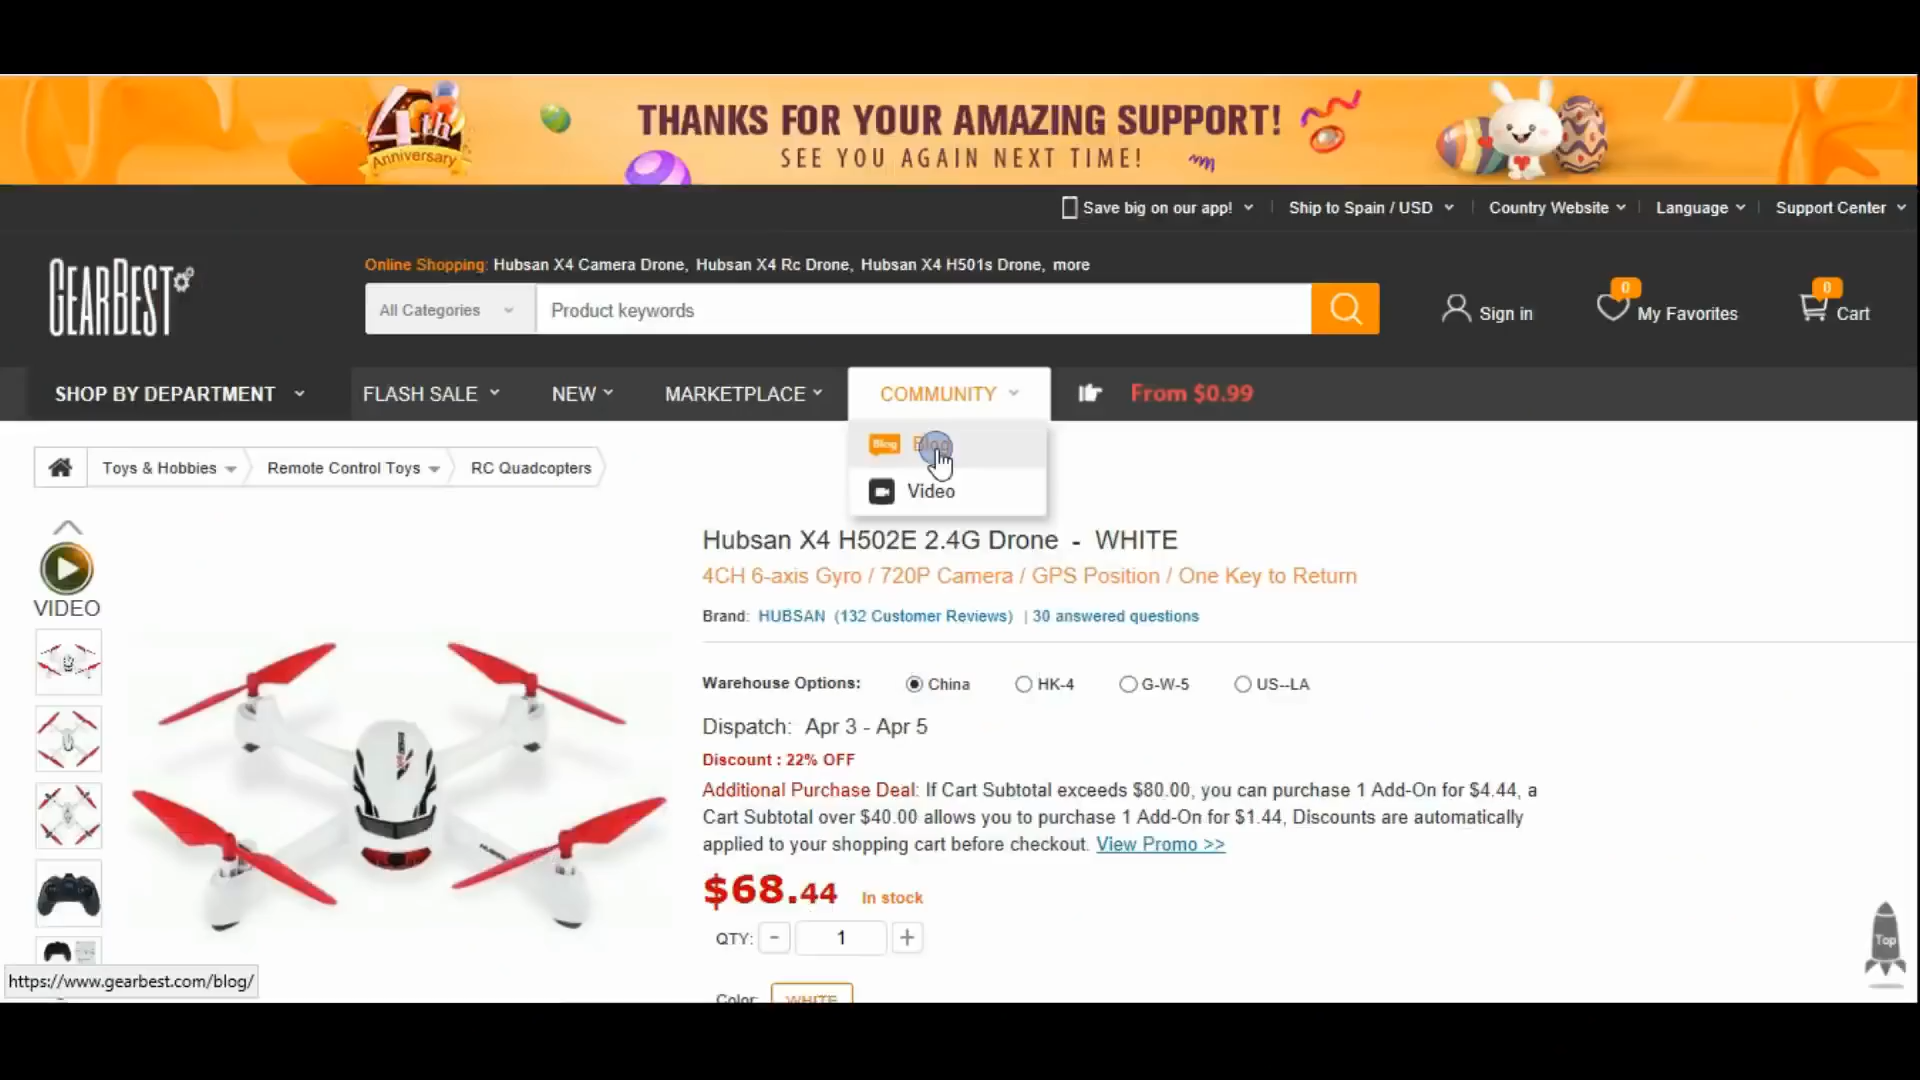 4th
Anniversary
THANKS FOR YOUR AMAZING SUPPORT!
SEE YOU AGAIN NEXT TIME!
Save big on our app!
Ship to Spain / USD
Country Website
Language
Support Center
GEARBEST
Online Shopping: Hubsan X4 Camera Drone, Hubsan X4 Rc Drone, Hubsan X4 H501s Drone, more
All Categories
Product keywords
Sign in
0
My Favorites
0
Cart
SHOP BY DEPARTMENT
FLASH SALE
NEW
MARKETPLACE
COMMUNITY
From $0.99
Blog Blog
Video
Toys & Hobbies
Remote Control Toys
RC Quadcopters
VIDEO
Hubsan X4 H502E 2.4G Drone - WHITE
4CH 6-axis Gyro / 720P Camera / GPS Position / One Key to Return
Brand: HUBSAN (132 Customer Reviews) | 30 answered questions
Warehouse Options: China HK-4 G-W-5 US--LA
Dispatch: Apr 3 - Apr 5
Discount : 22% OFF
Additional Purchase Deal: If Cart Subtotal exceeds $80.00, you can purchase 1 Add-On for $4.44, a
Cart Subtotal over $40.00 allows you to purchase 1 Add-On for $1.44, Discounts are automatically
applied to your shopping cart before checkout. View Promo >>
$68.44 In stock
QTY: - 1 +
Color: WHITE
Top
https://www.gearbest.com/blog/